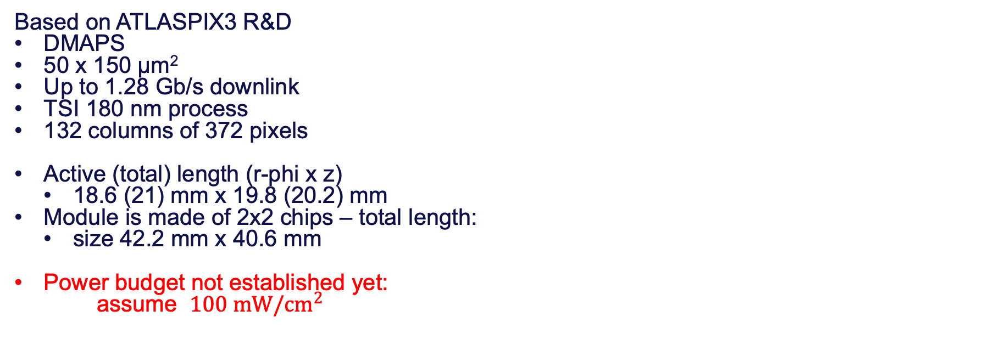 Based on ATLASPIX3 R&D
• DMAPS
• 50 x 150 µm²
• Up to 1.28 Gb/s downlink
• TSI 180 nm process
• 132 columns of 372 pixels
• Active (total) length (r-phi x z)
• 18.6 (21) mm x 19.8 (20.2) mm
• Module is made of 2x2 chips – total length:
• size 42.2 mm x 40.6 mm
• Power budget not established yet:
assume 100 mW/cm²